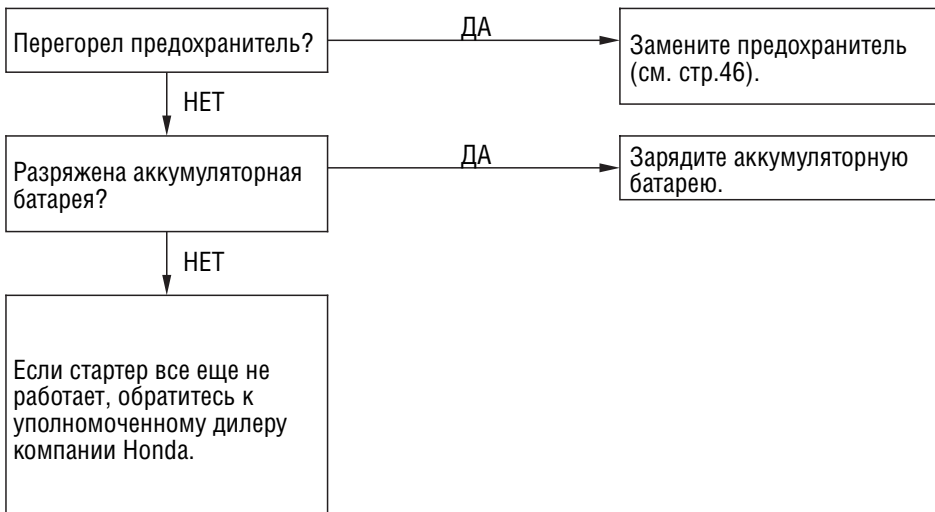 Перегорел предохранитель?
ДА
Замените предохранитель
(см. стр.46).
НЕТ
Разряжена аккумуляторная
батарея?
ДА
Зарядите аккумуляторную
батарею.
НЕТ
Если стартер все еще не
работает, обратитесь к
уполномоченному дилеру
компании Honda.